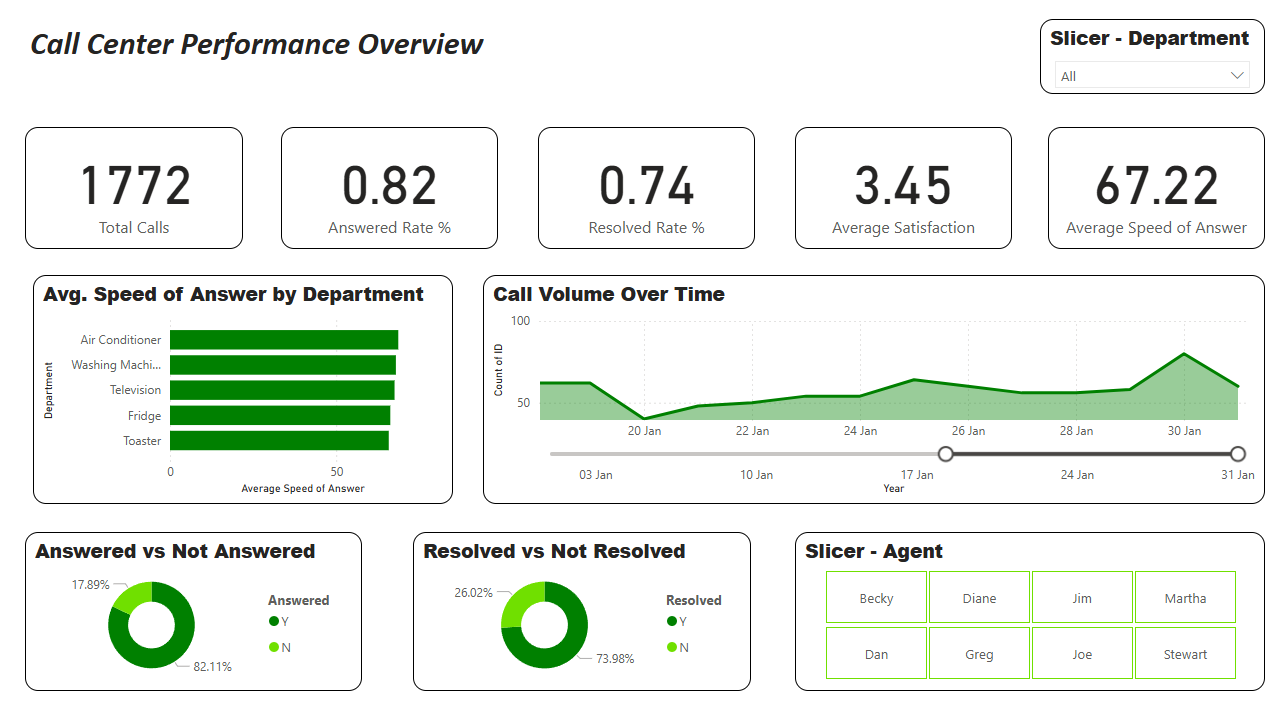 Call Center Performance Overview
Slicer - Department
All
1772
Total Calls
0.82
Answered Rate %
0.74
Resolved Rate %
3.45
Average Satisfaction
67.22
Average Speed of Answer
Avg. Speed of Answer by Department
Department
Air Conditioner
Washing Machi...
Television
Fridge
Toaster
0 50
Average Speed of Answer
Call Volume Over Time
Count of ID
100
50
20 Jan 22 Jan 24 Jan 26 Jan 28 Jan 30 Jan
03 Jan 10 Jan 17 Jan 24 Jan 31 Jan
Year
Answered vs Not Answered
17.89%
82.11%
Answered
Y
N
Resolved vs Not Resolved
26.02%
73.98%
Resolved
Y
N
Slicer - Agent
Becky Diane Jim Martha
Dan Greg Joe Stewart